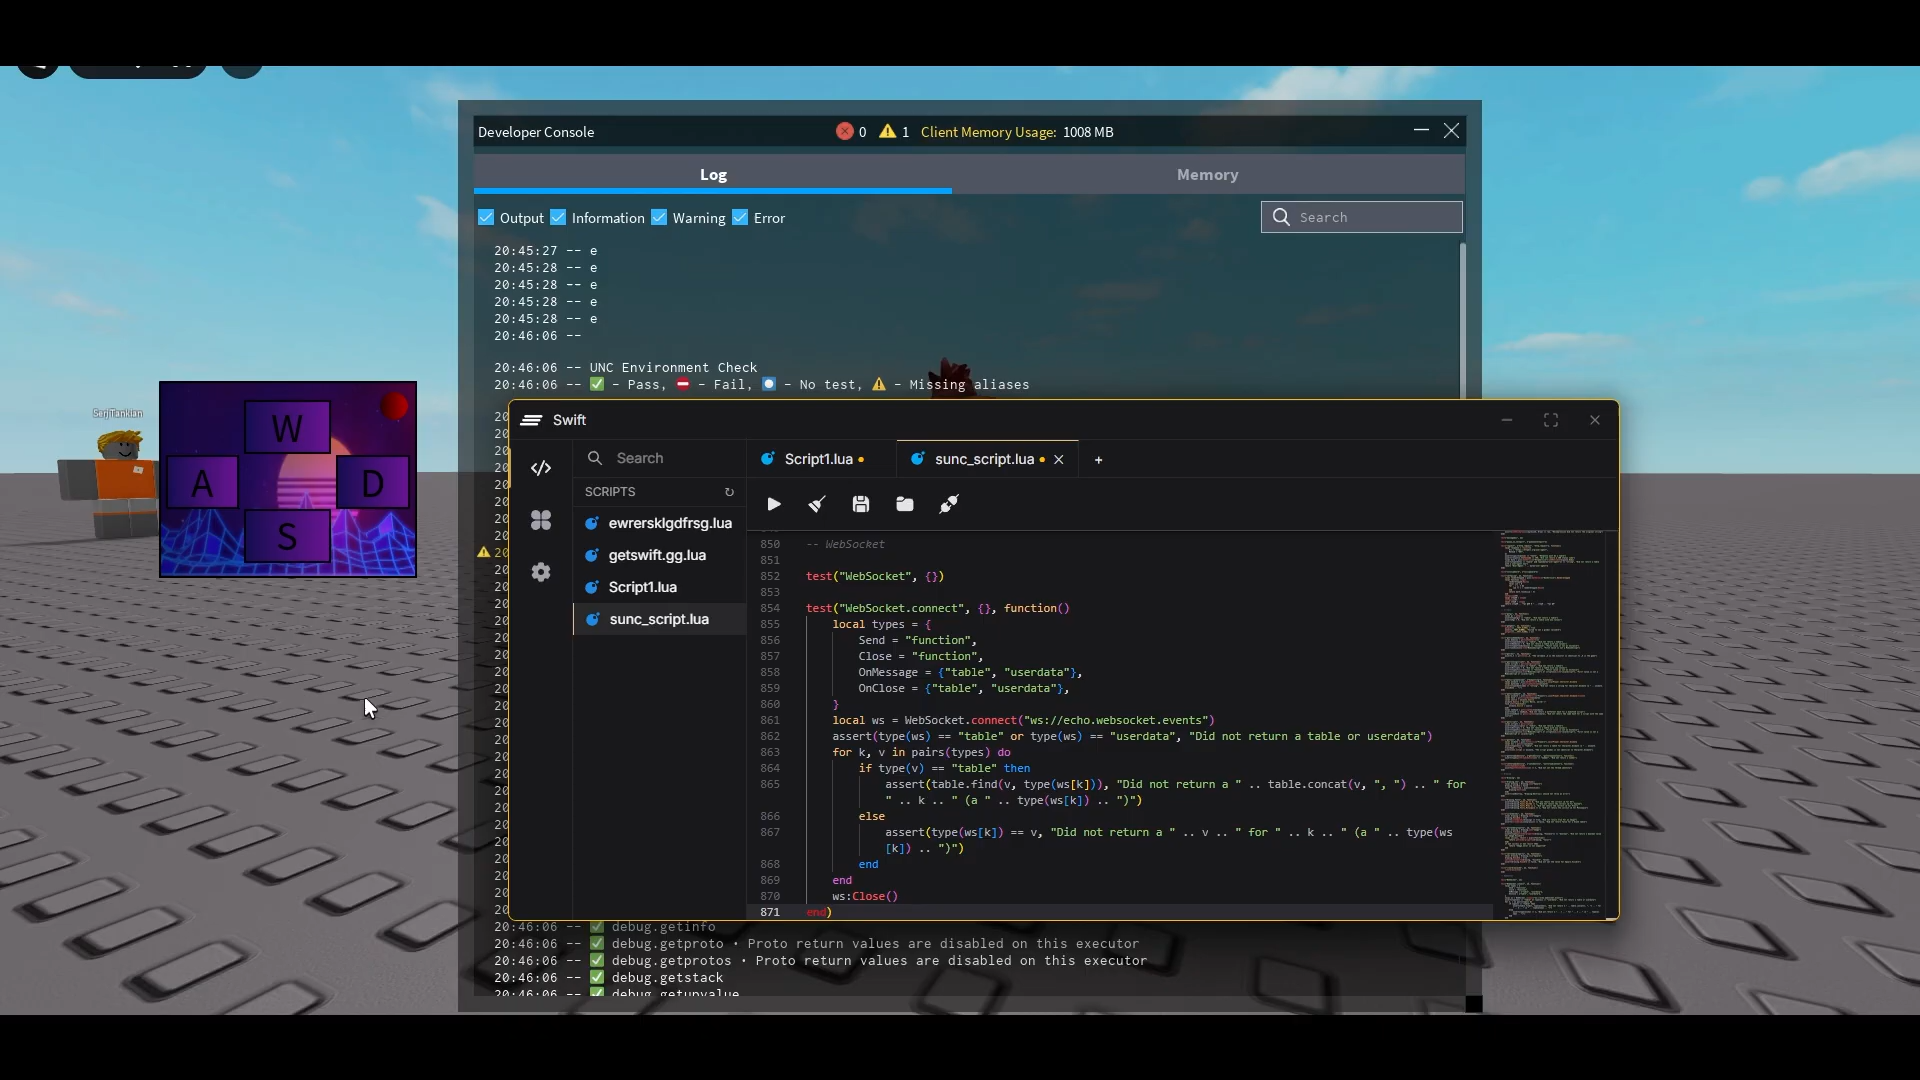 Developer Console
0 1 Client Memory Usage: 1008 MB
Log Memory
Output Information Warning Error
Search
20:45:27 -- e
20:45:28 -- e
20:45:28 -- e
20:45:28 -- e
20:45:28 -- e
20:46:06 --
20:46:06 -- UNC Environment Check
20:46:06 -- ✅ - Pass, ⛔ - Fail, ⏺️ - No test, ⚠️ - Missing aliases
SerjTankian
W
A
D
S
Swift
Search
SCRIPTS
ewrersklgdfrsg.lua
getswift.gg.lua
Script1.lua
sunc_script.lua
Script1.lua
sunc_script.lua
+
850 -- WebSocket
851
852 test("WebSocket", {})
853
854 test("WebSocket.connect", {}, function()
855 local types = {
856 Send = "function",
857 Close = "function",
858 OnMessage = {"table", "userdata"},
859 OnClose = {"table", "userdata"},
860 }
861 local ws = WebSocket.connect("ws://echo.websocket.events")
862 assert(type(ws) == "table" or type(ws) == "userdata", "Did not return a table or userdata")
863 for k, v in pairs(types) do
864 if type(v) == "table" then
865 assert(table.find(v, type(ws[k])), "Did not return a " .. table.concat(v, ", ") .. " for
" .. k .. " (a " .. type(ws[k]) .. ")")
866 else
867 assert(type(ws[k]) == v, "Did not return a " .. v .. " for " .. k .. " (a " .. type(ws
[k]) .. ")")
868 end
869 end
870 ws:Close()
871 end)
20:46:06 -- ✅ debug.getinfo
20:46:06 -- ✅ debug.getproto • Proto return values are disabled on this executor
20:46:06 -- ✅ debug.getprotos • Proto return values are disabled on this executor
20:46:06 -- ✅ debug.getstack
20:46:06 -- ✅ debug.getupvalue